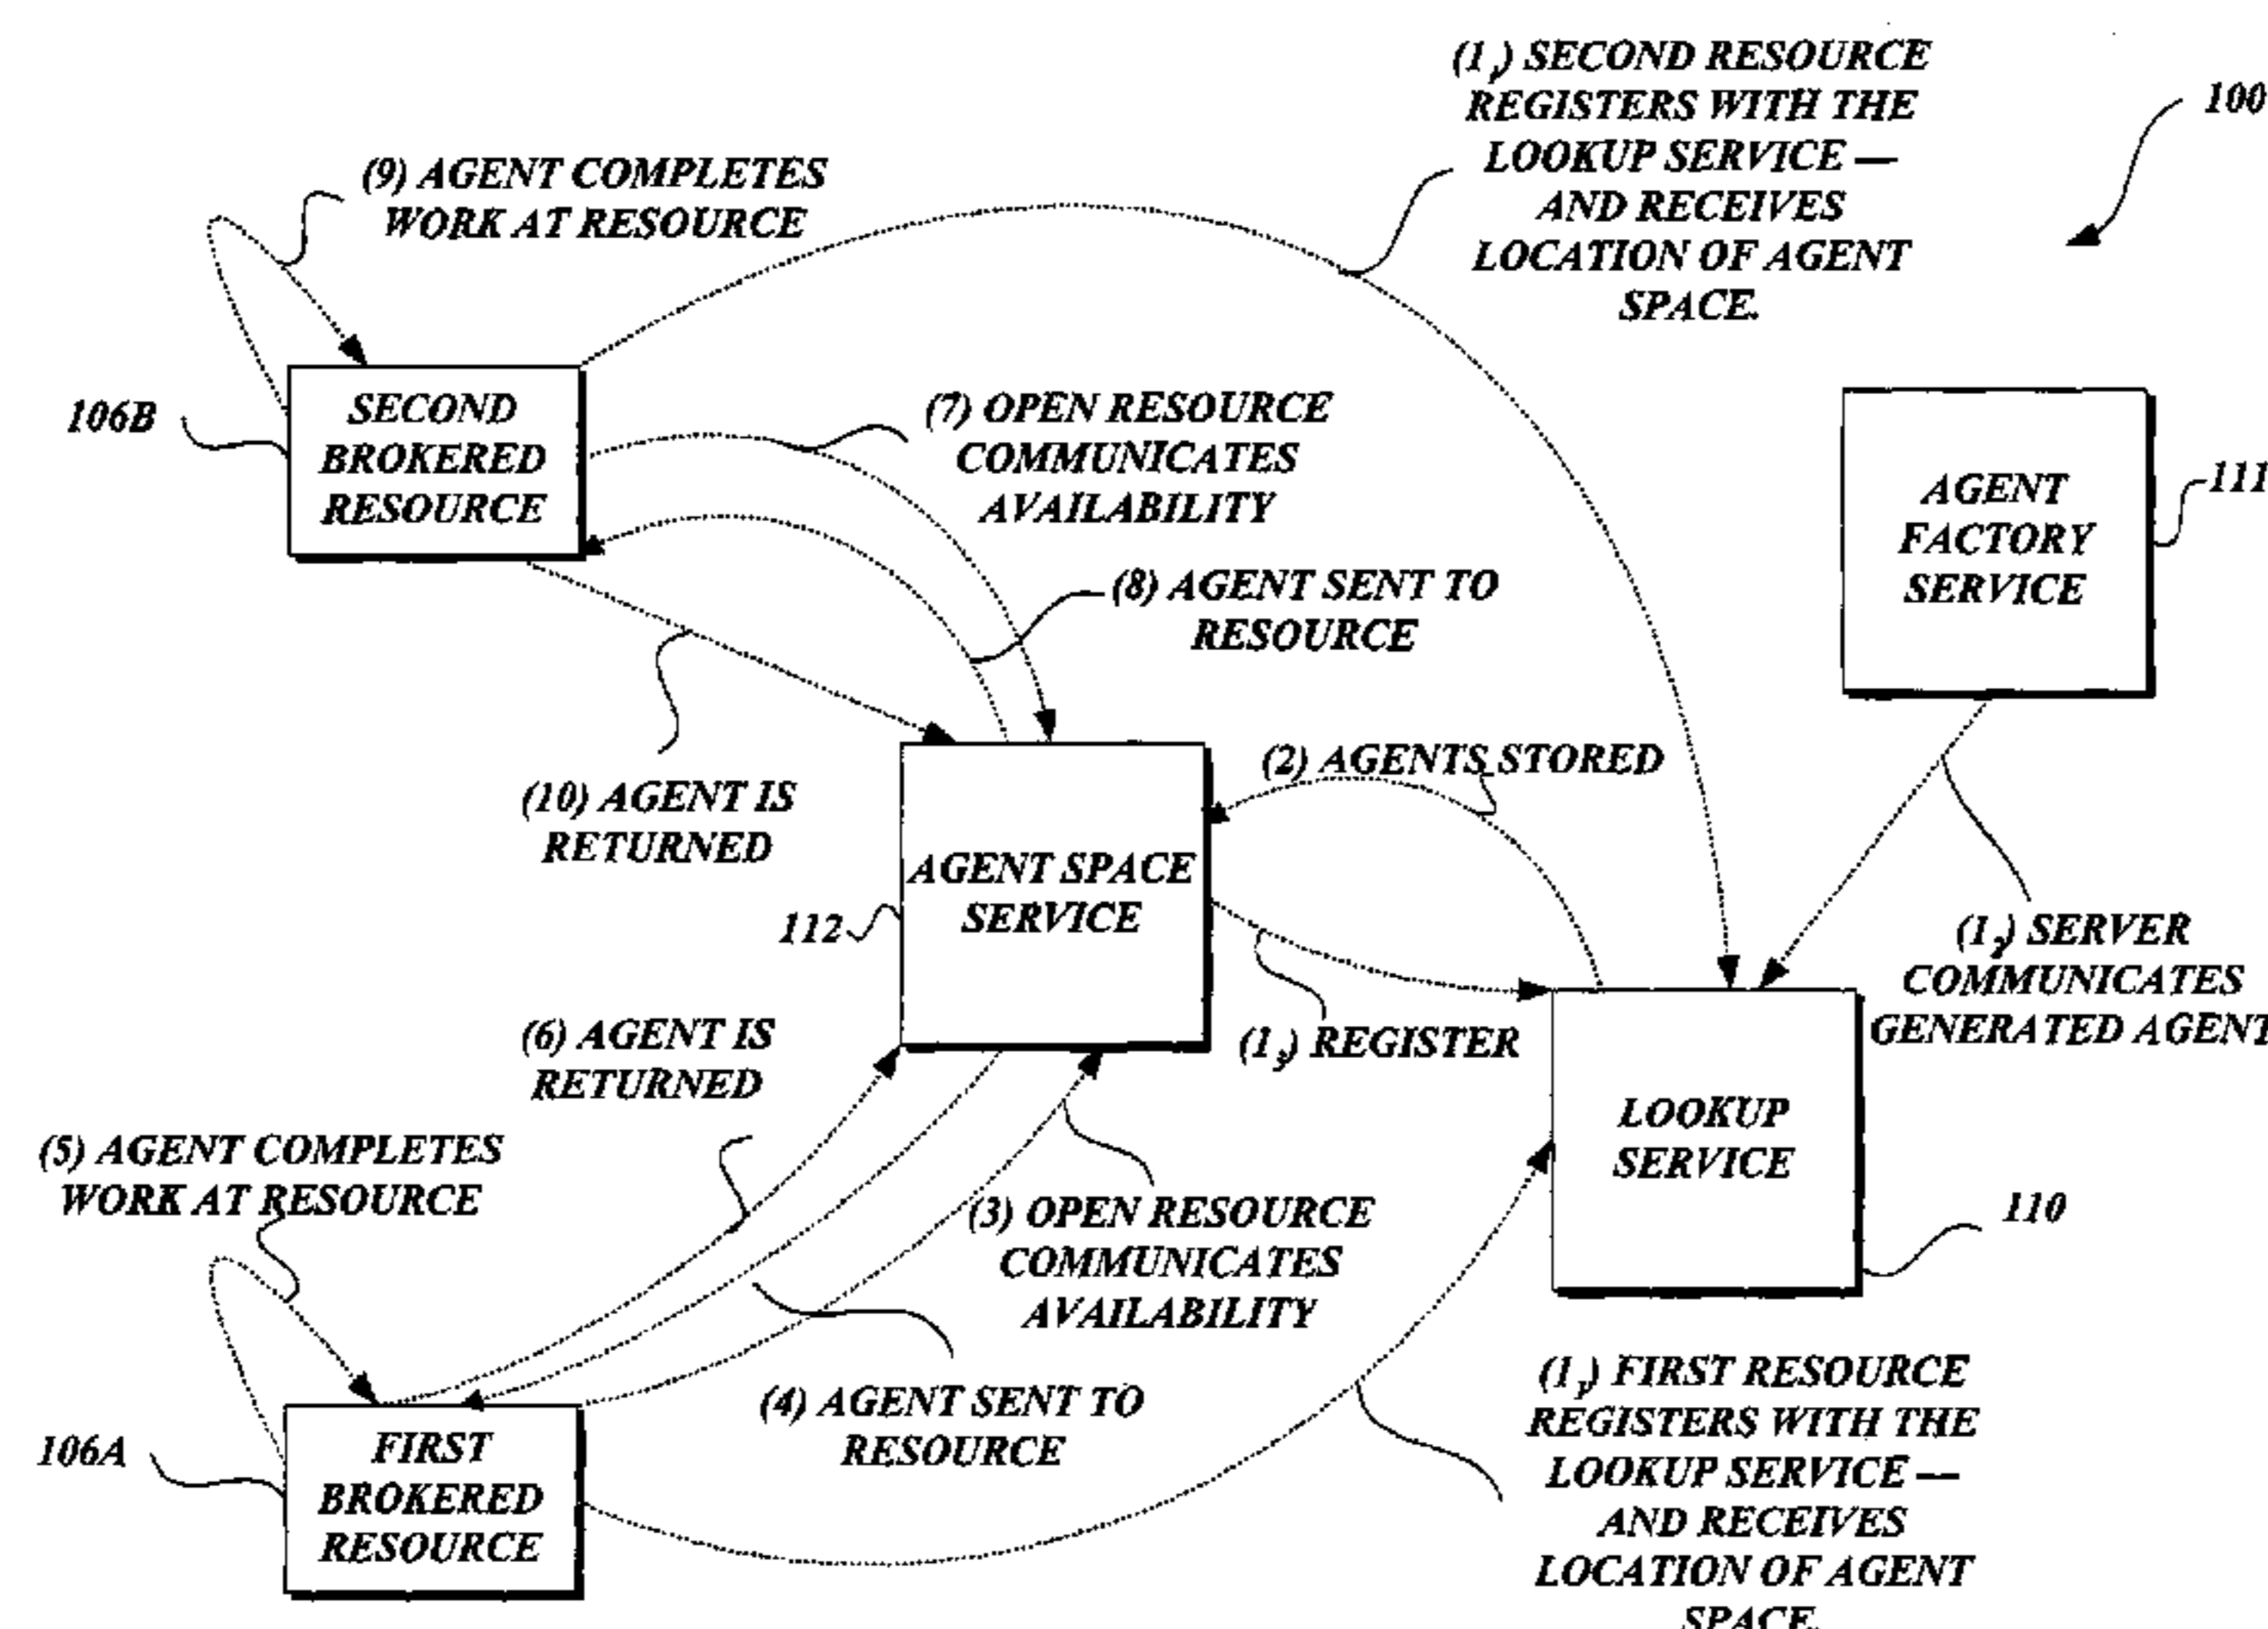 (1,) SECOND RESOURCE
REGISTERS WITH THE
LOOKUP SERVICE —
AND RECEIVES
LOCATION OF AGENT
SPACE.
100
(9) AGENT COMPLETES
WORK AT RESOURCE
106B
SECOND
BROKERED
RESOURCE
(7) OPEN RESOURCE
COMMUNICATES
AVAILABILITY
AGENT
FACTORY
SERVICE
111
(8) AGENT SENT TO
RESOURCE
(10) AGENT IS
RETURNED
(2) AGENTS STORED
AGENT SPACE
SERVICE
112
(1,) SERVER
COMMUNICATES
GENERATED AGENT
(1,) REGISTER
(6) AGENT IS
RETURNED
LOOKUP
SERVICE
110
(5) AGENT COMPLETES
WORK AT RESOURCE
(3) OPEN RESOURCE
COMMUNICATES
AVAILABILITY
(4) AGENT SENT TO
RESOURCE
106A
FIRST
BROKERED
RESOURCE
(1,) FIRST RESOURCE
REGISTERS WITH THE
LOOKUP SERVICE —
AND RECEIVES
LOCATION OF AGENT
SPACE.